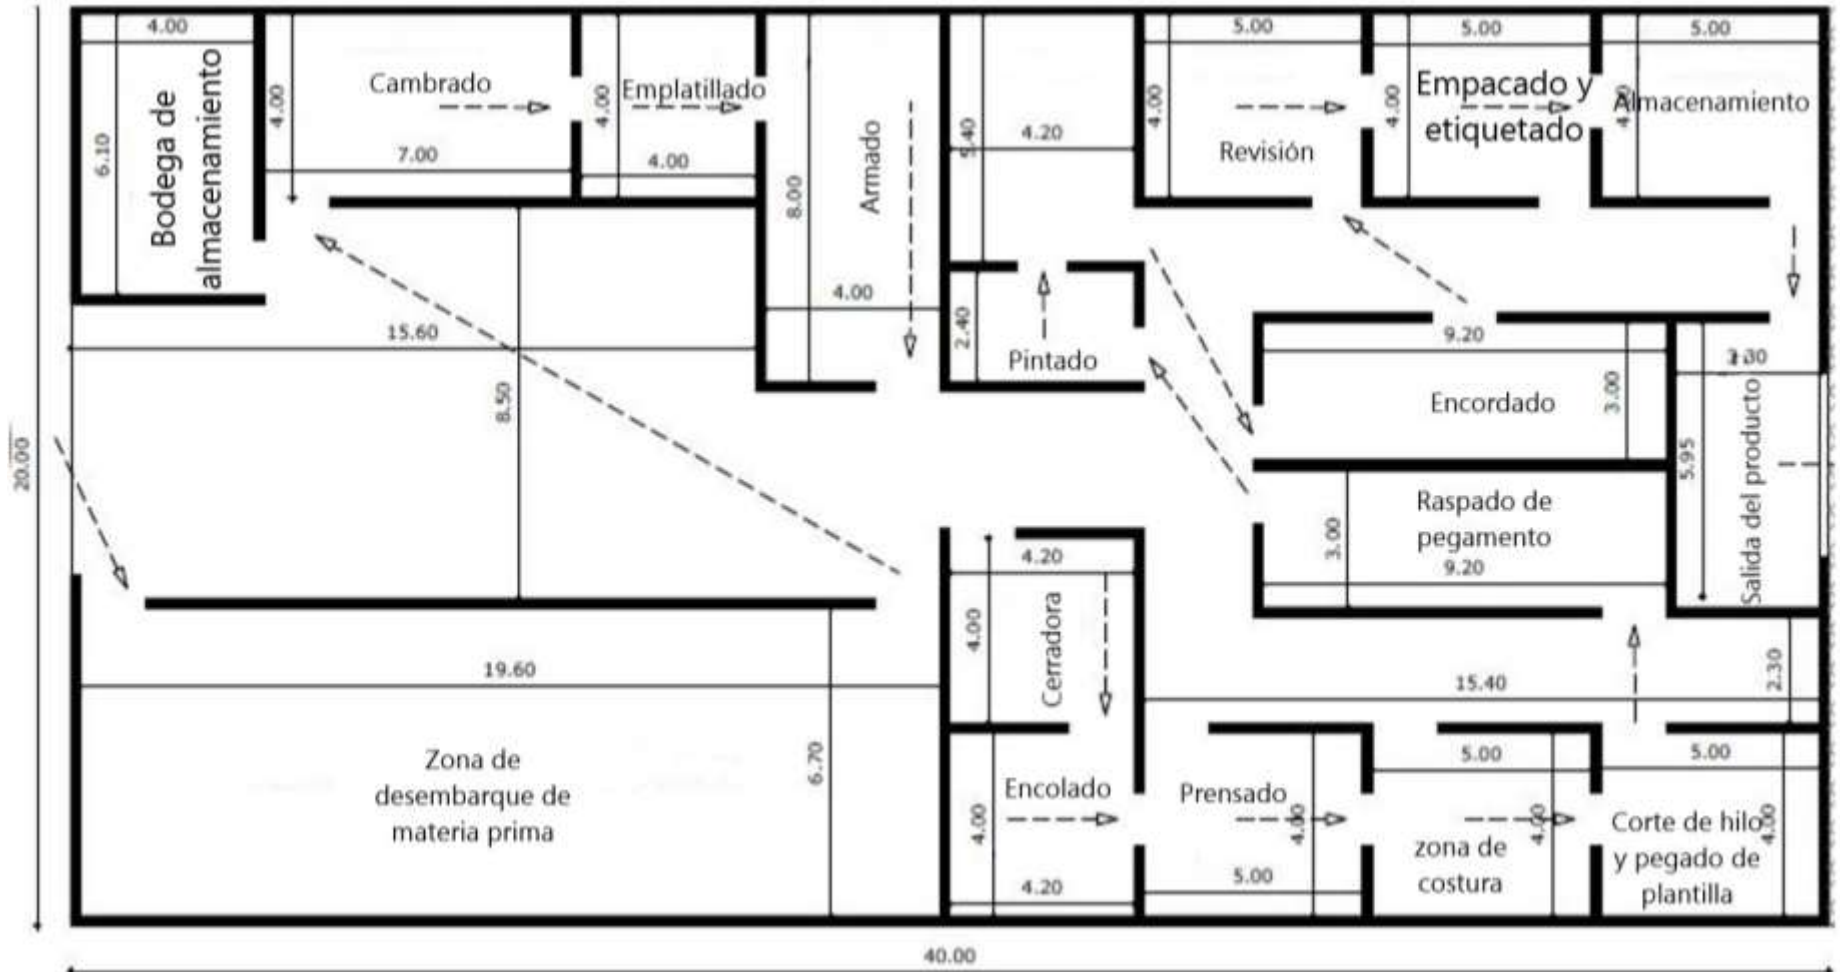 4.00
5.00
5.00
5.00
Bodega de
almacenamiento
6.10
4.00
Cambrado
7.00
4.00
Emplatillado
4.00
8.00
Armado
4.00
5.40
4.20
4.00
Revisión
4.00
Empacado y
etiquetado
Almacenamiento
15.60
8.50
2.40
Pintado
9.20
Encordado
3.00
5.95
Salida del producto
20.00
Raspado de
pegamento
3.00
9.20
4.20
4.00
Cerradora
19.60
15.40
2.30
Zona de
desembarque de
materia prima
6.70
Encolado
4.00
4.20
Prensado
4.00
5.00
5.00
4.00
zona de
costura
5.00
Corte de hilo
y pegado de
plantilla
4.00
40.00